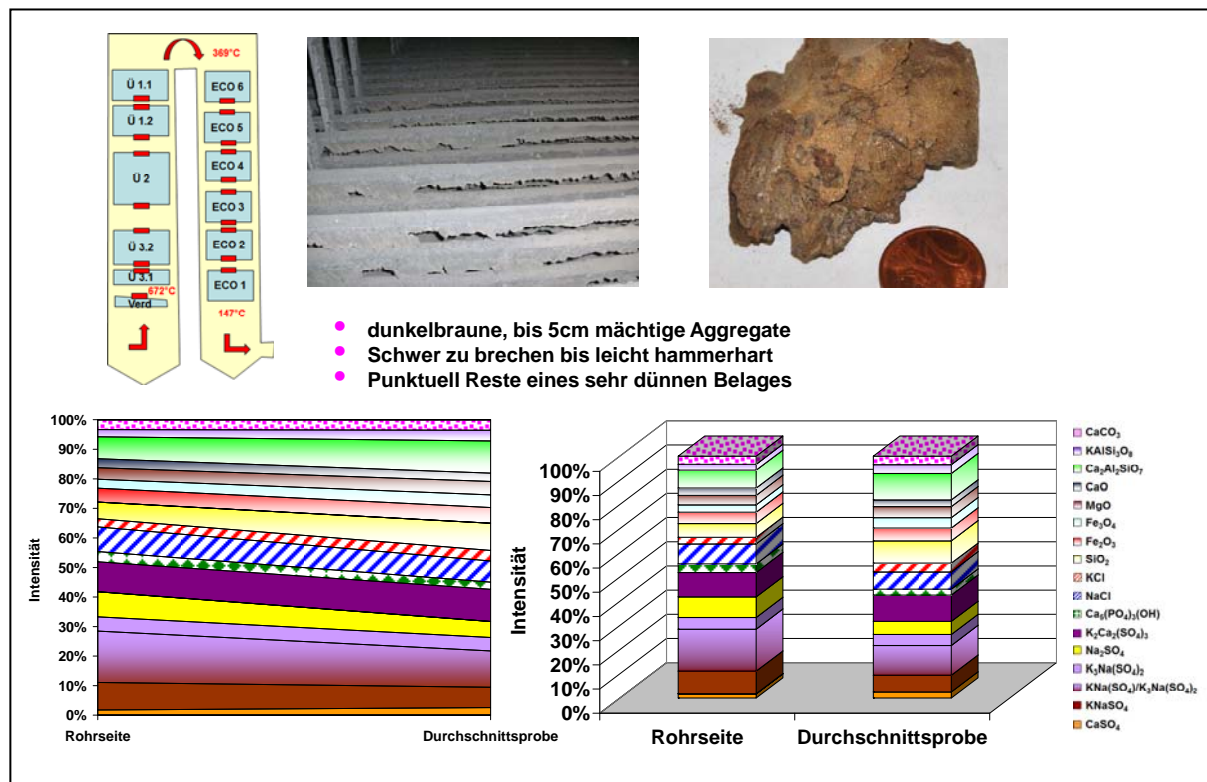 369°C
Ü 1.1
Ü 1.2
Ü 2
Ü 3.2
Ü 3.1
672°C
Verd
ECO 6
ECO 5
ECO 4
ECO 3
ECO 2
ECO 1
147°C
dunkelbraune, bis 5cm mächtige Aggregate
Schwer zu brechen bis leicht hammerhart
Punktuell Reste eines sehr dünnen Belages
100%
90%
80%
70%
60%
50%
40%
30%
20%
10%
0%
Intensität
Rohrseite
Durchschnittsprobe
100%
90%
80%
70%
60%
50%
40%
30%
20%
10%
0%
Intensität
Rohrseite
Durchschnittsprobe
CaCO₃
KAlSi₃O₈
Ca₂Al₂SiO₇
CaO
MgO
Fe₃O₄
Fe₂O₃
SiO₂
KCl
NaCl
Ca₅(PO₄)₃(OH)
K₂Ca₂(SO₄)₃
Na₂SO₄
K₃Na(SO₄)₂
KNa(SO₄)/K₃Na(SO₄)₂
KNaSO₄
CaSO₄